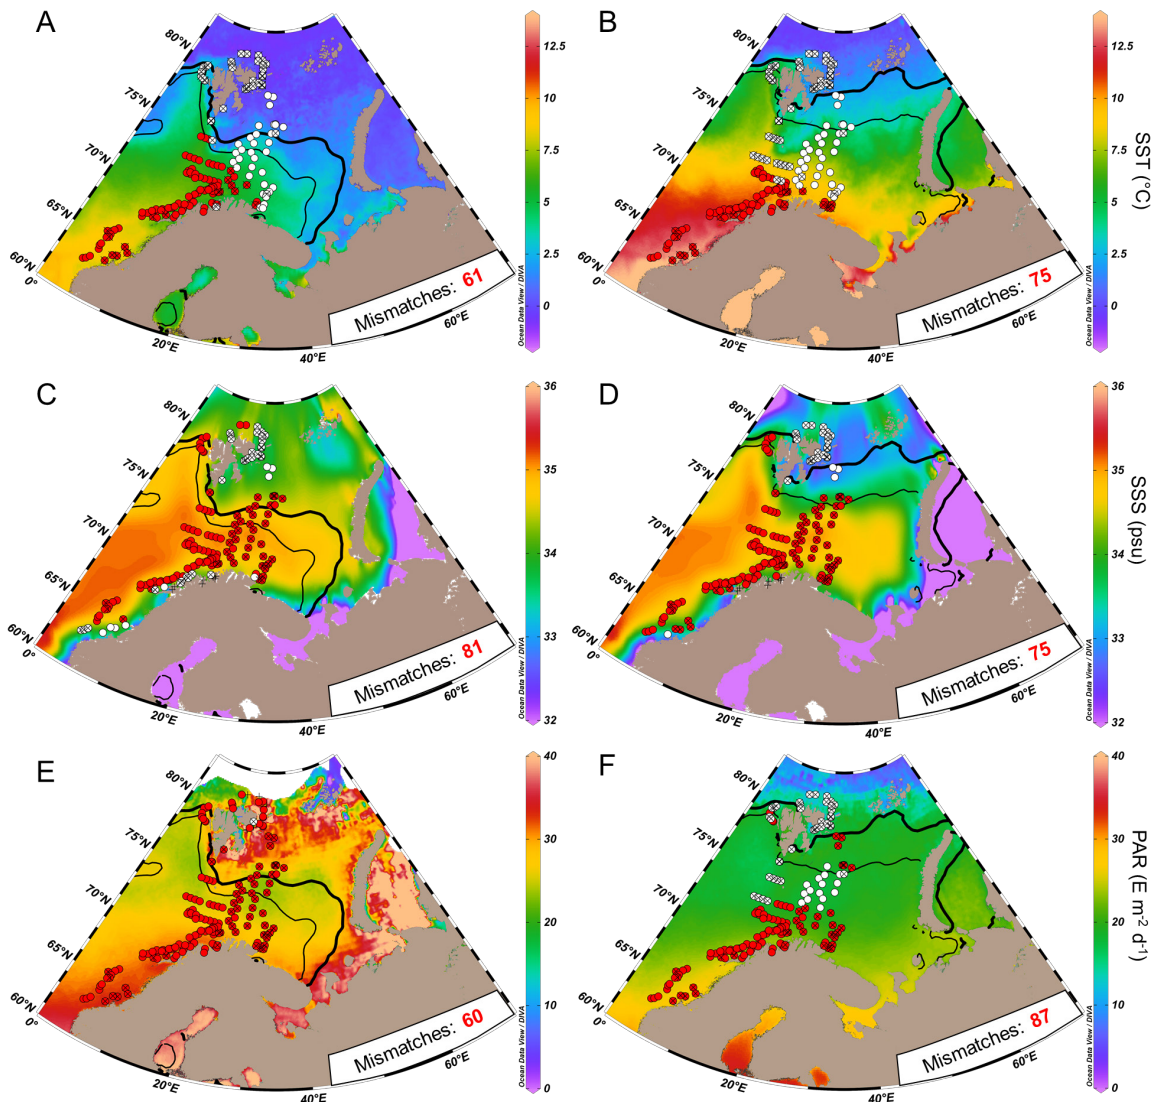 A
80°N
75°N
70°N
65°N
60°N
0°
20°E
40°E
60°E
Mismatches: 61
12.5
10
7.5
5
2.5
0
Ocean Data View / DIVA
B
80°N
75°N
70°N
65°N
60°N
0°
20°E
40°E
60°E
Mismatches: 75
12.5
10
7.5
5
2.5
0
Ocean Data View / DIVA
SST (°C)
C
80°N
75°N
70°N
65°N
60°N
0°
20°E
40°E
60°E
Mismatches: 81
36
35
34
33
32
Ocean Data View / DIVA
D
80°N
75°N
70°N
65°N
60°N
0°
20°E
40°E
60°E
Mismatches: 75
36
35
34
33
32
Ocean Data View / DIVA
SSS (psu)
E
80°N
75°N
70°N
65°N
60°N
0°
20°E
40°E
60°E
Mismatches: 60
40
30
20
10
0
Ocean Data View / DIVA
F
80°N
75°N
70°N
65°N
60°N
0°
20°E
40°E
60°E
Mismatches: 87
40
30
20
10
0
Ocean Data View / DIVA
PAR (E m⁻² d⁻¹)